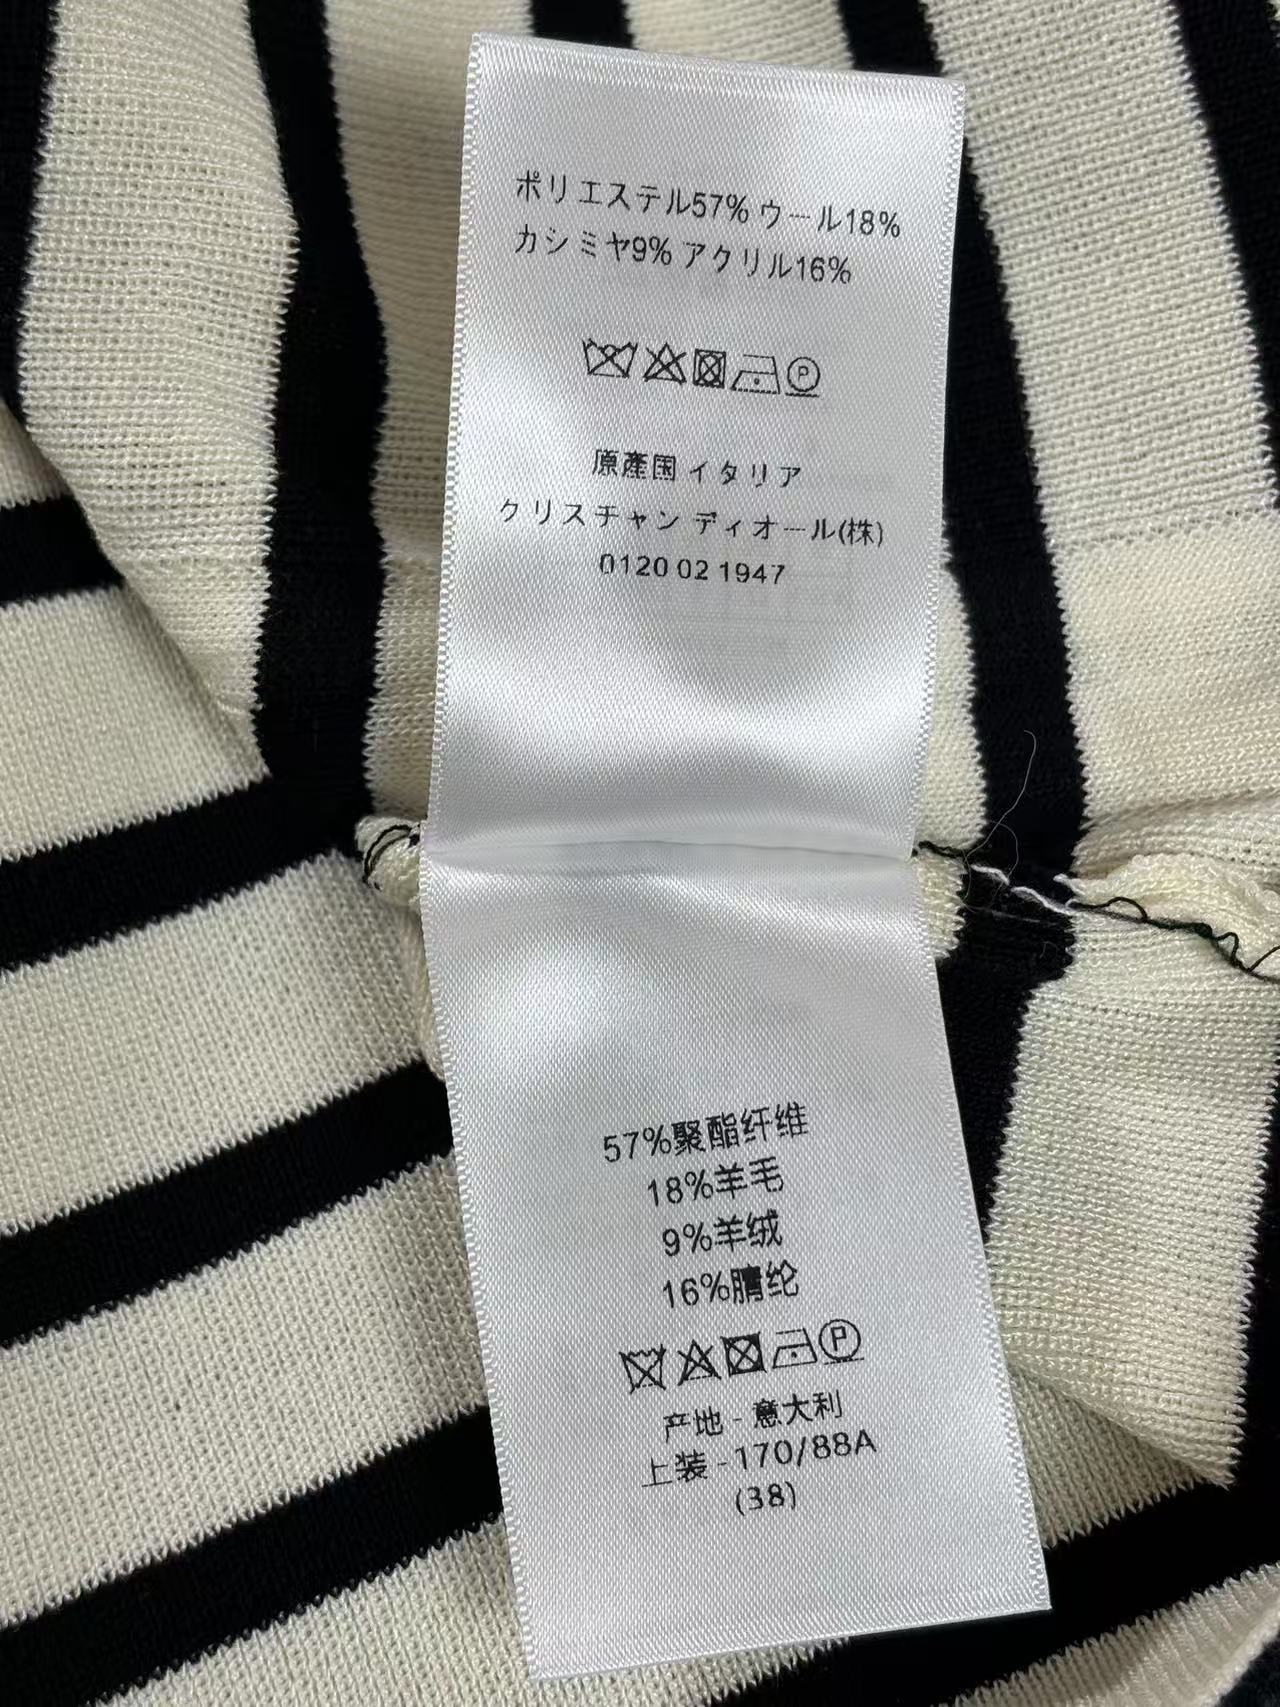 ポリエステル57% ウール18%
カシミヤ9% アクリル16%
P
原產国 イタリア
クリスチャン ディオール(株)
0120 02 1947
57%聚酯纤维
18%羊毛
9%羊绒
16%腈纶
P
产地 - 意大利
上装 - 170/88A
(38)